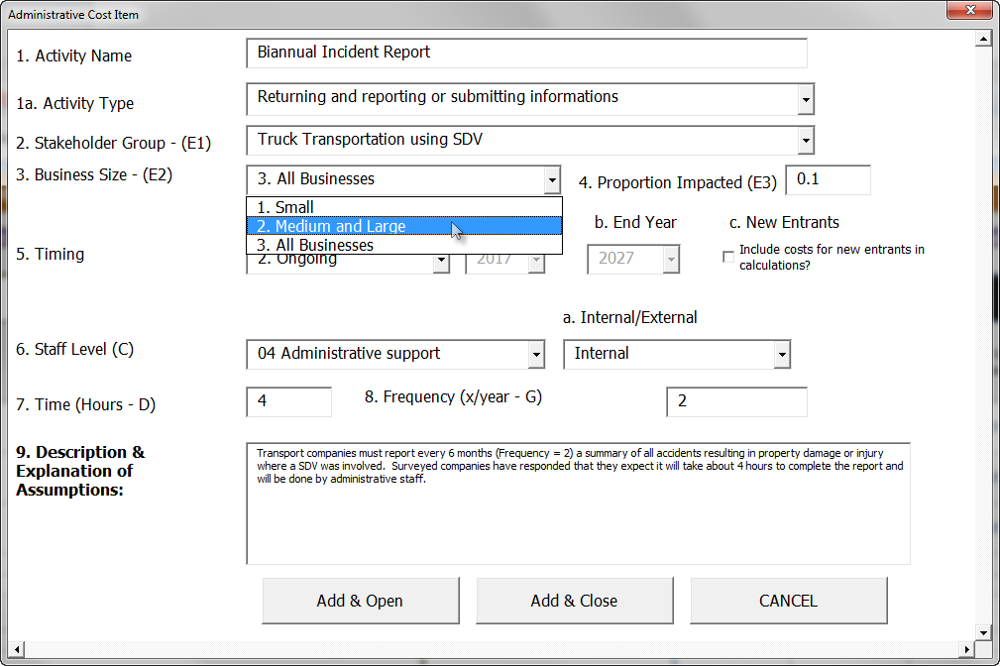 Administrative Cost Item
1. Activity Name
Biannual Incident Report
1a. Activity Type
Returning and reporting or submitting informations
2. Stakeholder Group - (E1)
Truck Transportation using SDV
3. Business Size - (E2)
3. All Businesses
4. Proportion Impacted (E3)
0.1
1. Small
2. Medium and Large
3. All Businesses
b. End Year
c. New Entrants
5. Timing
2. Ongoing
2017
2027
Include costs for new entrants in
calculations?
a. Internal/External
6. Staff Level (C)
04 Administrative support
Internal
7. Time (Hours - D)
4
8. Frequency (x/year - G)
2
9. Description &
Explanation of
Assumptions:
Transport companies must report every 6 months (Frequency = 2) a summary of all accidents resulting in property damage or injury
where a SDV was involved.  Surveyed companies have responded that they expect it will take about 4 hours to complete the report and
will be done by administrative staff.
Add & Open
Add & Close
CANCEL